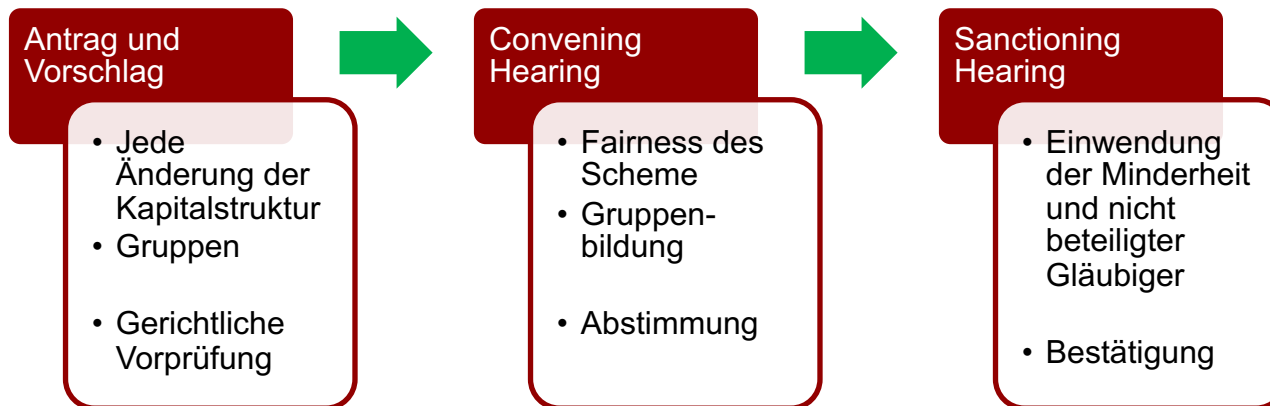 Antrag und
Vorschlag
• Jede
Änderung der
Kapitalstruktur
• Gruppen
• Gerichtliche
Vorprüfung
Convening
Hearing
• Fairness des
Scheme
• Gruppen-
bildung
• Abstimmung
Sanctioning
Hearing
• Einwendung
der Minderheit
und nicht
beteiligter
Gläubiger
• Bestätigung